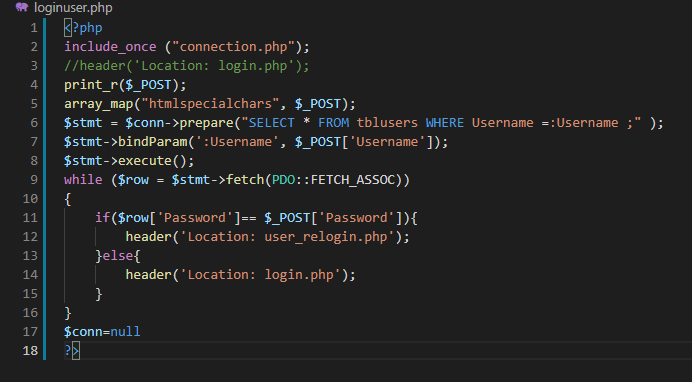 loginuser.php
1 <?php
2 include_once ("connection.php");
3 //header('Location: login.php');
4 print_r($_POST);
5 array_map("htmlspecialchars", $_POST);
6 $stmt = $conn->prepare("SELECT * FROM tblusers WHERE Username =:Username ;" );
7 $stmt->bindParam(':Username', $_POST['Username']);
8 $stmt->execute();
9 while ($row = $stmt->fetch(PDO::FETCH_ASSOC))
10 {
11     if($row['Password']== $_POST['Password']){
12         header('Location: user_relogin.php');
13     }else{
14         header('Location: login.php');
15     }
16 }
17 $conn=null
18 ?>